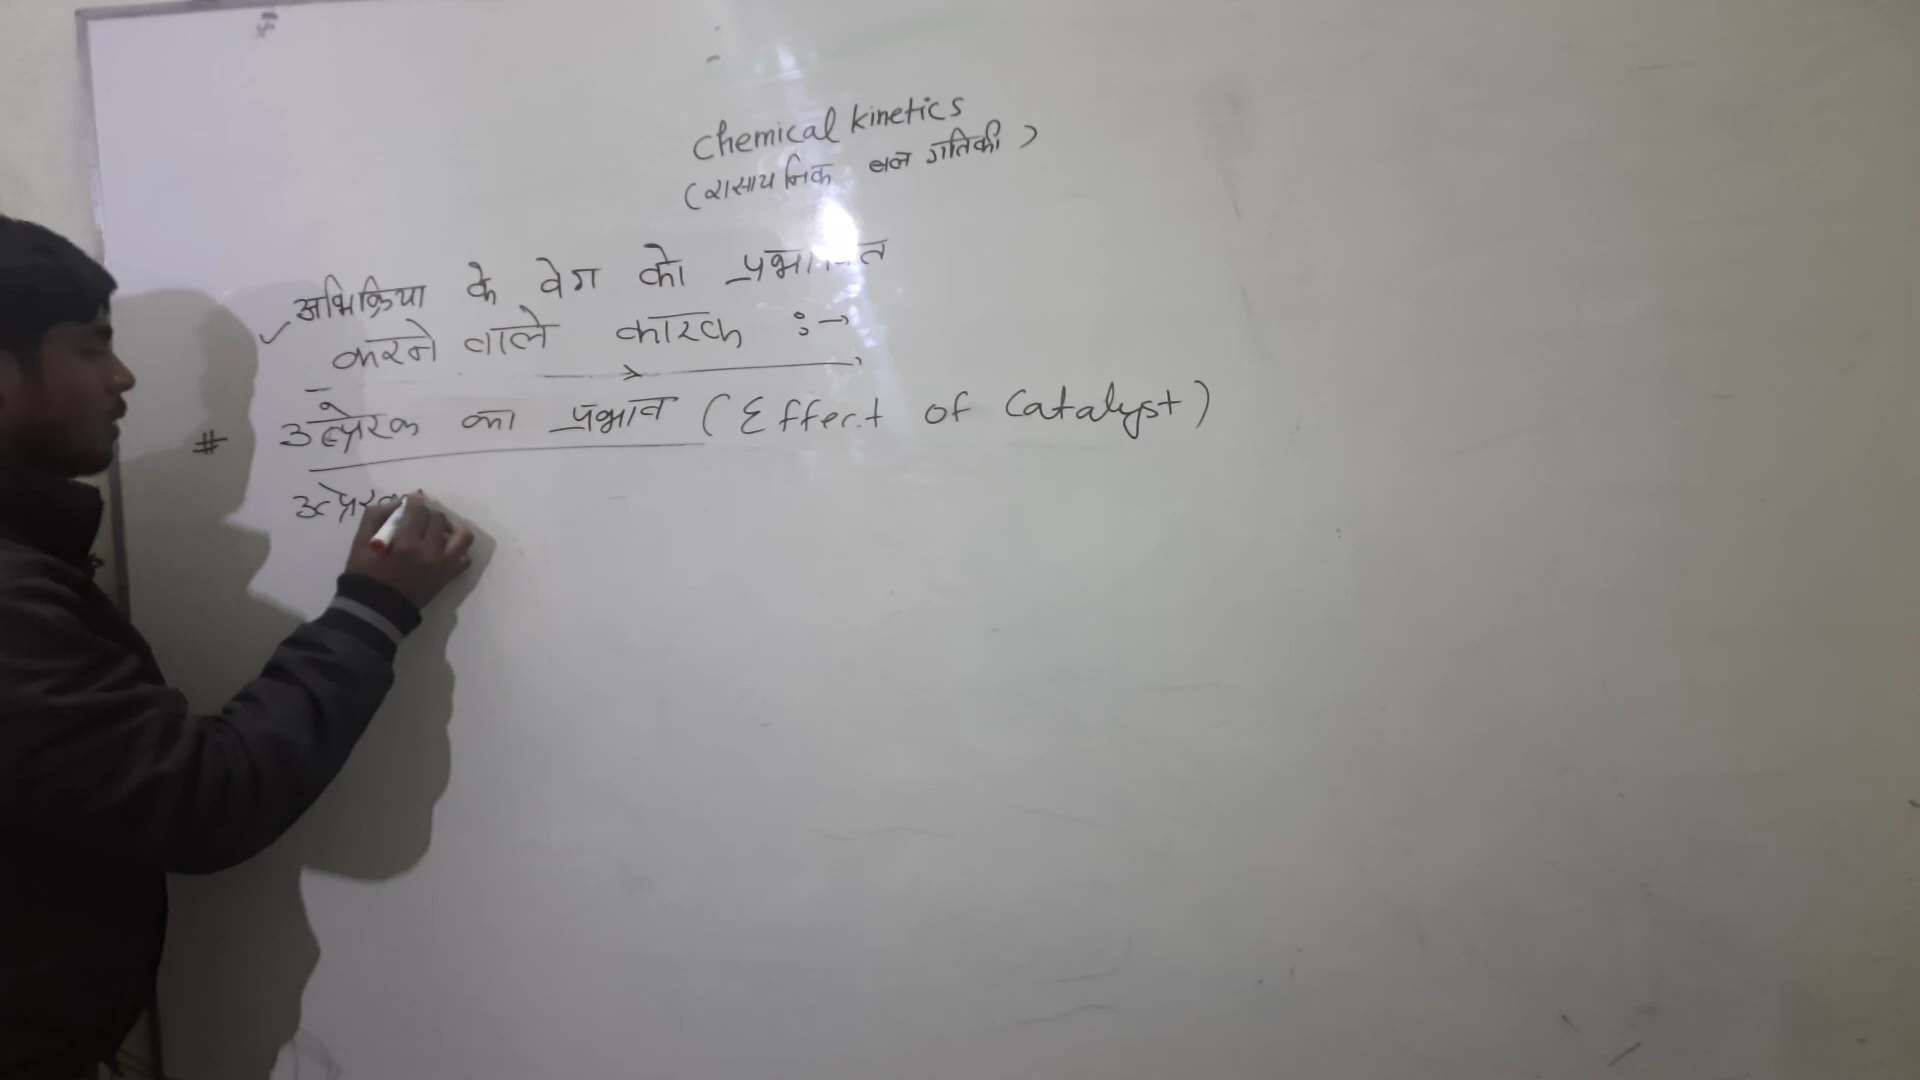 Chemical kinetics
(रासायनिक बल गतिकी)
अभिक्रिया के वेग को प्रभावित
करने वाले कारक :→
# उत्प्रेरक का प्रभाव (Effect of Catalyst)
उत्प्रेरक